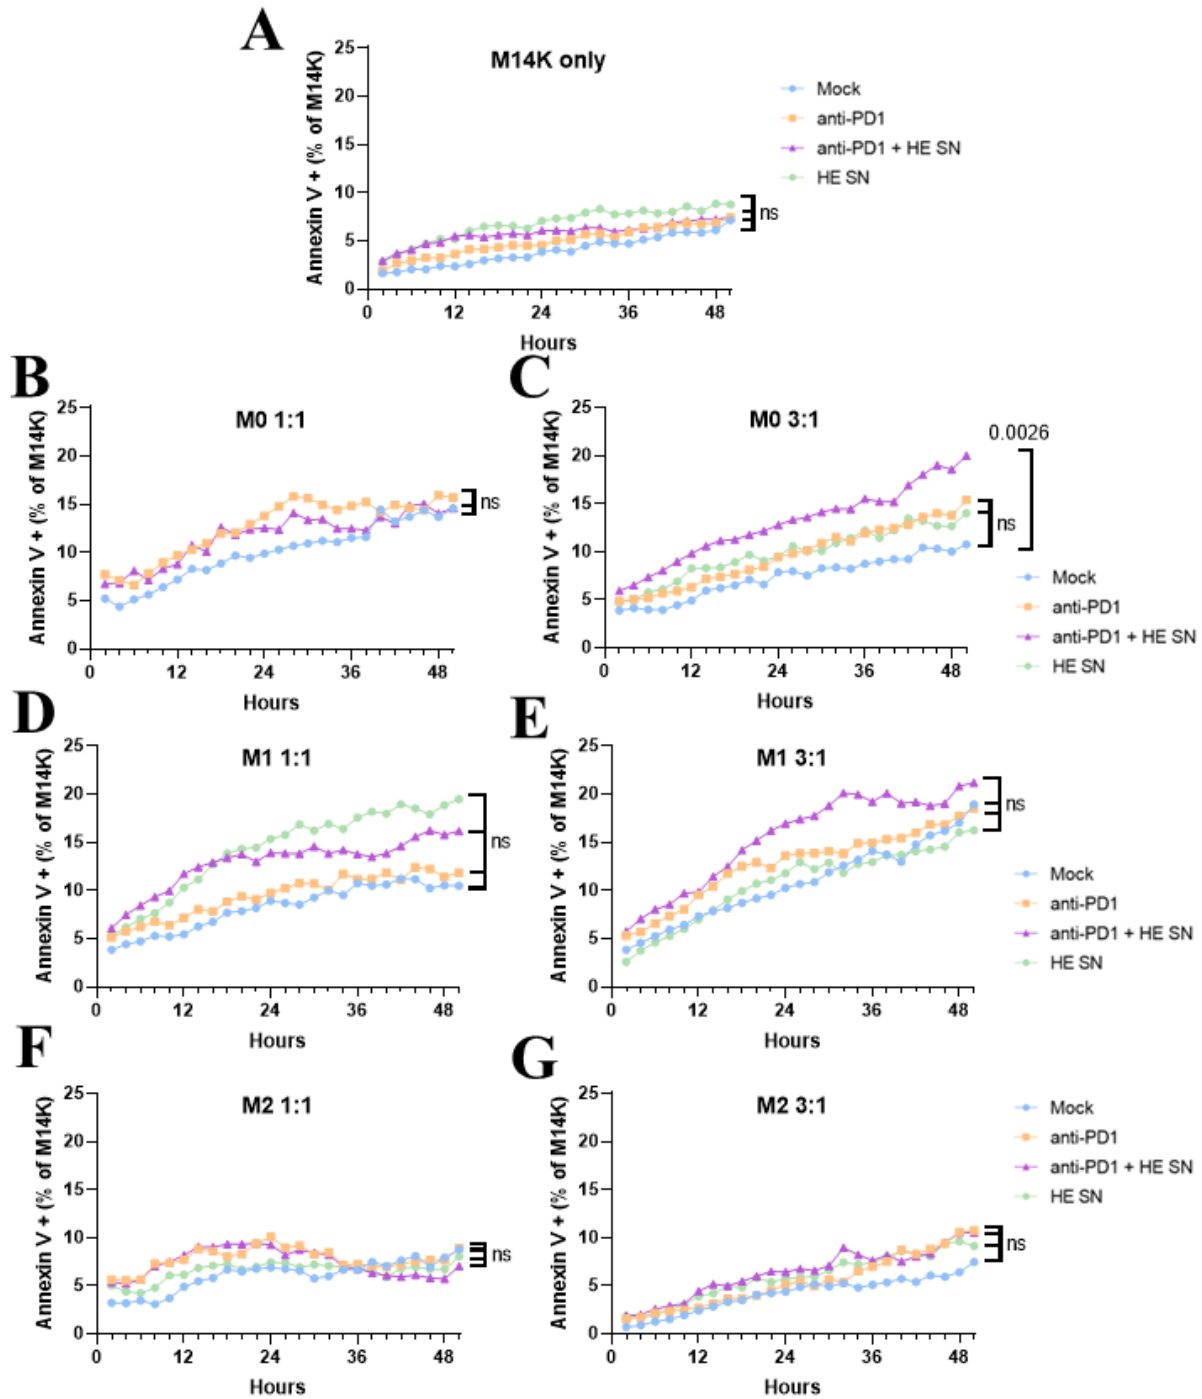 A
M14K only
Annexin V + (% of M14K)
25
20
15
10
5
0
0 12 24 36 48
Hours
Mock
anti-PD1
anti-PD1 + HE SN
HE SN
ns
B
M0 1:1
Annexin V + (% of M14K)
25
20
15
10
5
0
0 12 24 36 48
Hours
ns
C
M0 3:1
Annexin V + (% of M14K)
25
20
15
10
5
0
0 12 24 36 48
Hours
0.0026
ns
Mock
anti-PD1
anti-PD1 + HE SN
HE SN
D
M1 1:1
Annexin V + (% of M14K)
25
20
15
10
5
0
0 12 24 36 48
Hours
ns
E
M1 3:1
Annexin V + (% of M14K)
25
20
15
10
5
0
0 12 24 36 48
Hours
ns
Mock
anti-PD1
anti-PD1 + HE SN
HE SN
F
M2 1:1
Annexin V + (% of M14K)
25
20
15
10
5
0
0 12 24 36 48
Hours
ns
G
M2 3:1
Annexin V + (% of M14K)
25
20
15
10
5
0
0 12 24 36 48
Hours
ns
Mock
anti-PD1
anti-PD1 + HE SN
HE SN